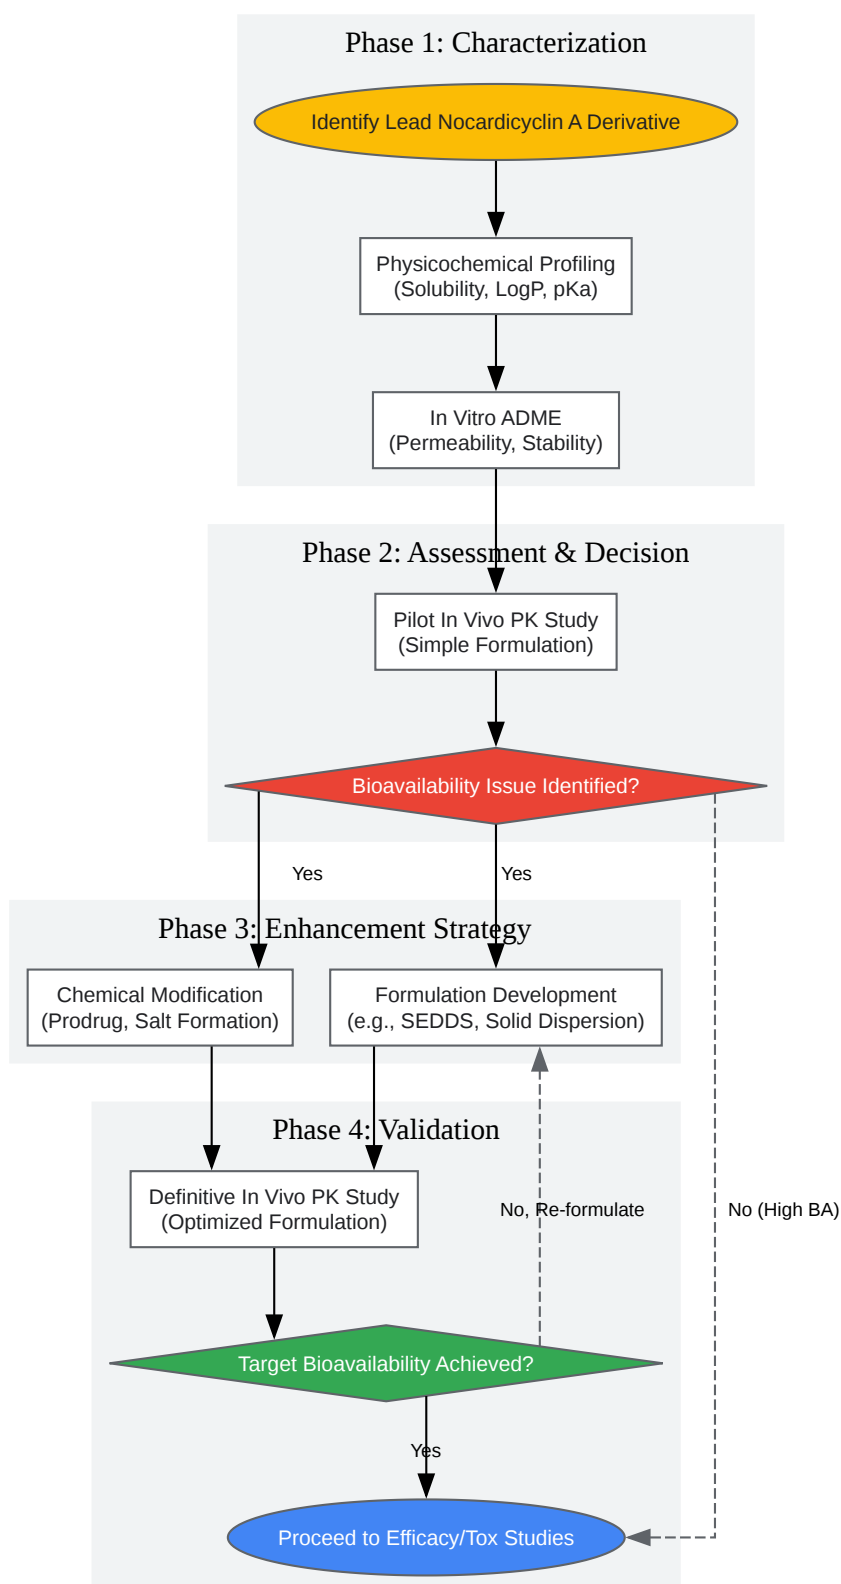 Phase 1: Characterization
Identify Lead Nocardicyclin A Derivative
Physicochemical Profiling
(Solubility, LogP, pKa)
In Vitro ADME
(Permeability, Stability)
Phase 2: Assessment & Decision
Pilot In Vivo PK Study
(Simple Formulation)
Bioavailability Issue Identified?
Yes
Yes
Phase 3: Enhancement Strategy
Chemical Modification
(Prodrug, Salt Formation)
Formulation Development
(e.g., SEDDS, Solid Dispersion)
Phase 4: Validation
Definitive In Vivo PK Study
(Optimized Formulation)
No, Re-formulate
No (High BA)
Target Bioavailability Achieved?
Yes
Proceed to Efficacy/Tox Studies